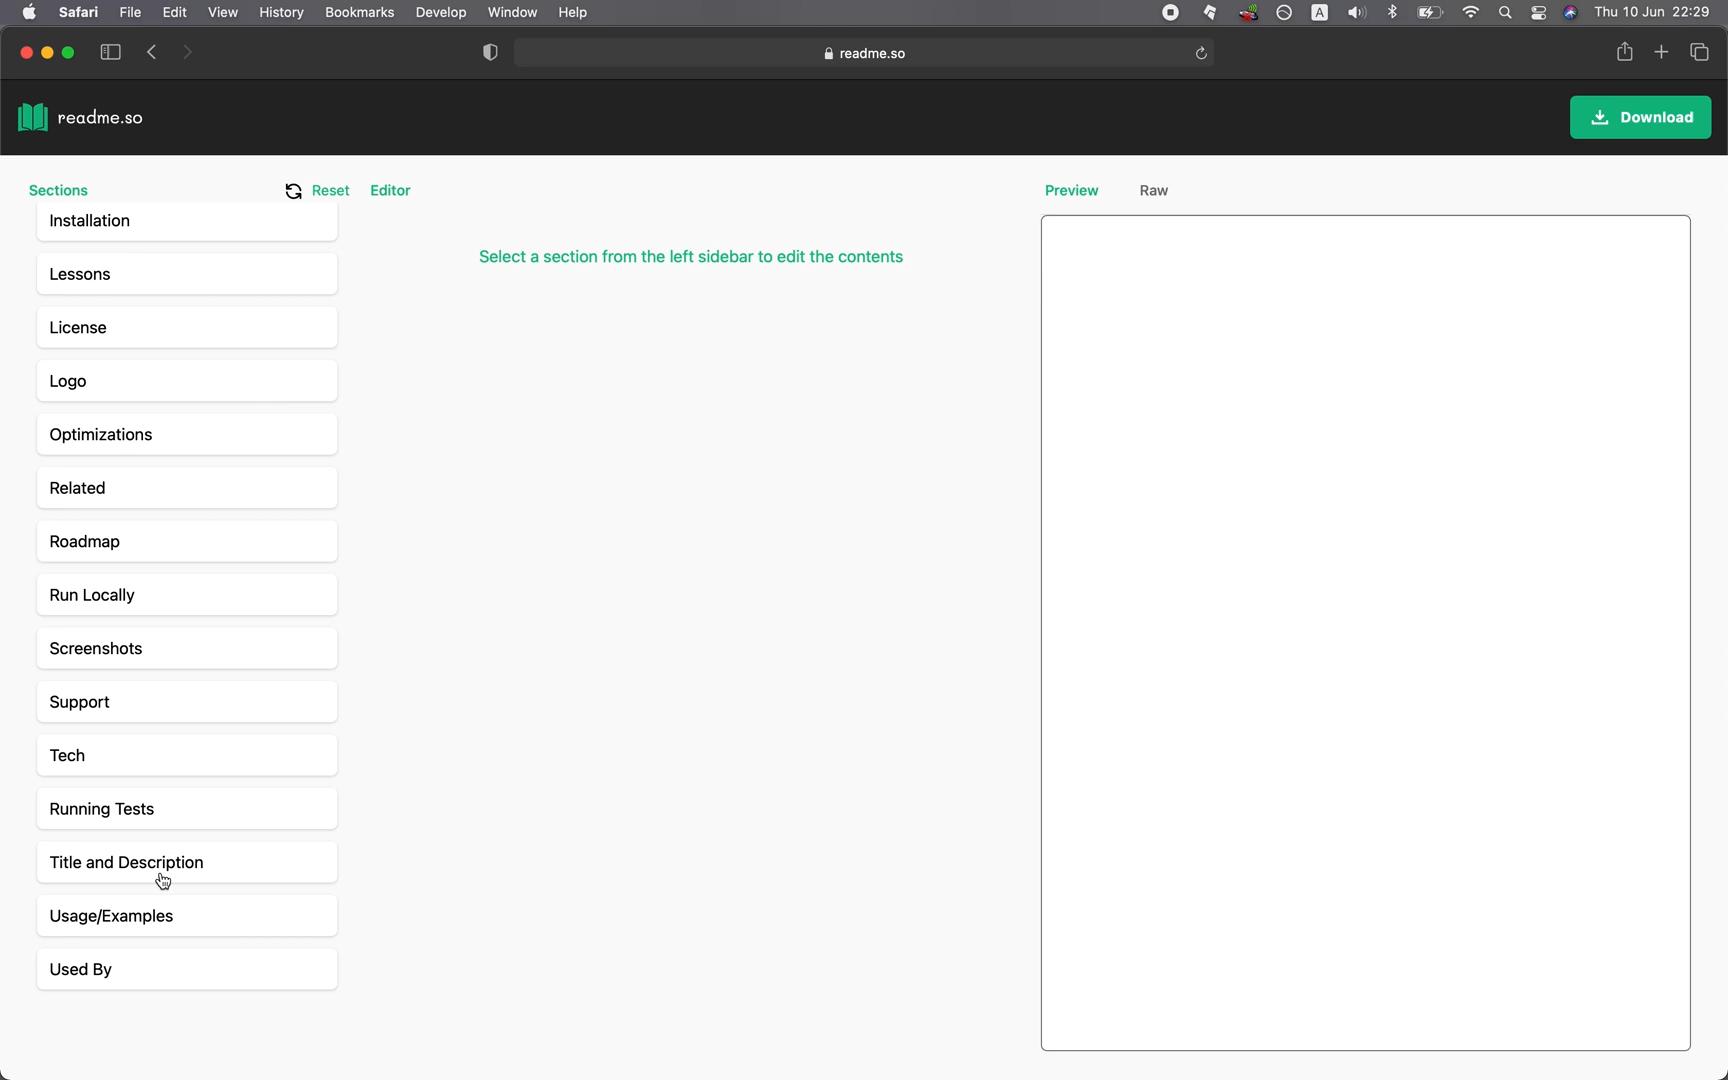 Safari File Edit View History Bookmarks Develop Window Help A Thu 10 Jun 22:29
readme.so
readme.so Download
Sections Reset Editor Preview Raw
Installation
Select a section from the left sidebar to edit the contents
Lessons
License
Logo
Optimizations
Related
Roadmap
Run Locally
Screenshots
Support
Tech
Running Tests
Title and Description
Usage/Examples
Used By